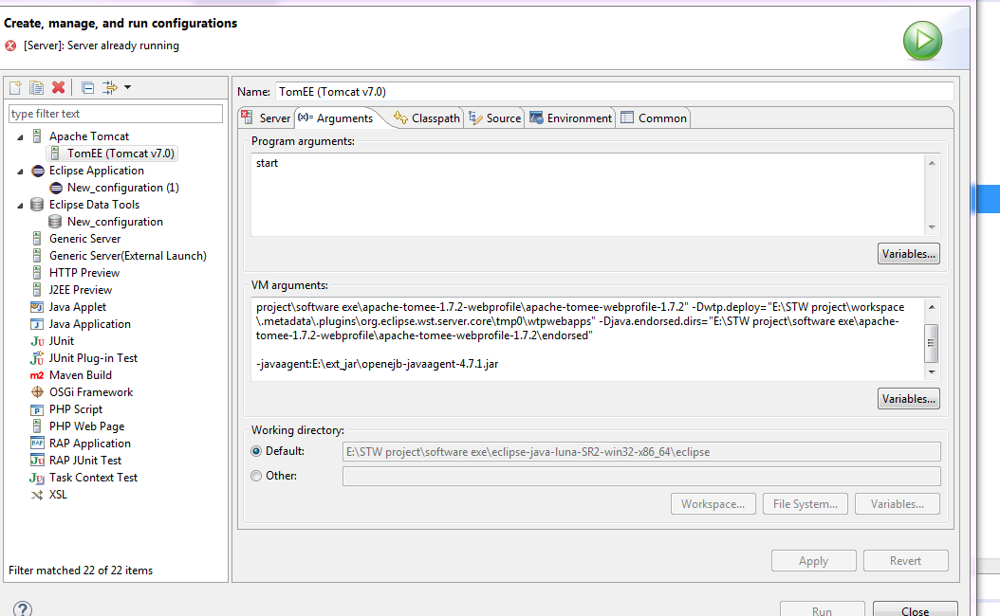 Create, manage, and run configurations
[Server]: Server already running
type filter text
Apache Tomcat
TomEE (Tomcat v7.0)
Eclipse Application
New_configuration (1)
Eclipse Data Tools
New_configuration
Generic Server
Generic Server(External Launch)
HTTP Preview
J2EE Preview
Java Applet
Java Application
Ju JUnit
Ju JUnit Plug-in Test
m2 Maven Build
OSGi Framework
P PHP Script
PHP Web Page
RAP RAP Application
Ju RAP JUnit Test
Ju Task Context Test
XSL
Filter matched 22 of 22 items
Name: TomEE (Tomcat v7.0)
Server (x)= Arguments Classpath Source Environment Common
Program arguments:
start
Variables...
VM arguments:
project\software exe\apache-tomee-1.7.2-webprofile\apache-tomee-webprofile-1.7.2" -Dwtp.deploy="E:\STW project\workspace
\.metadata\.plugins\org.eclipse.wst.server.core\tmp0\wtpwebapps" -Djava.endorsed.dirs="E:\STW project\software exe\apache-
tomee-1.7.2-webprofile\apache-tomee-webprofile-1.7.2\endorsed"
-javaagent:E:\ext_jar\openejb-javaagent-4.7.1.jar
Variables...
Working directory:
Default: E:\STW project\software exe\eclipse-java-luna-SR2-win32-x86_64\eclipse
Other:
Workspace... File System... Variables...
Apply Revert
? Run Close